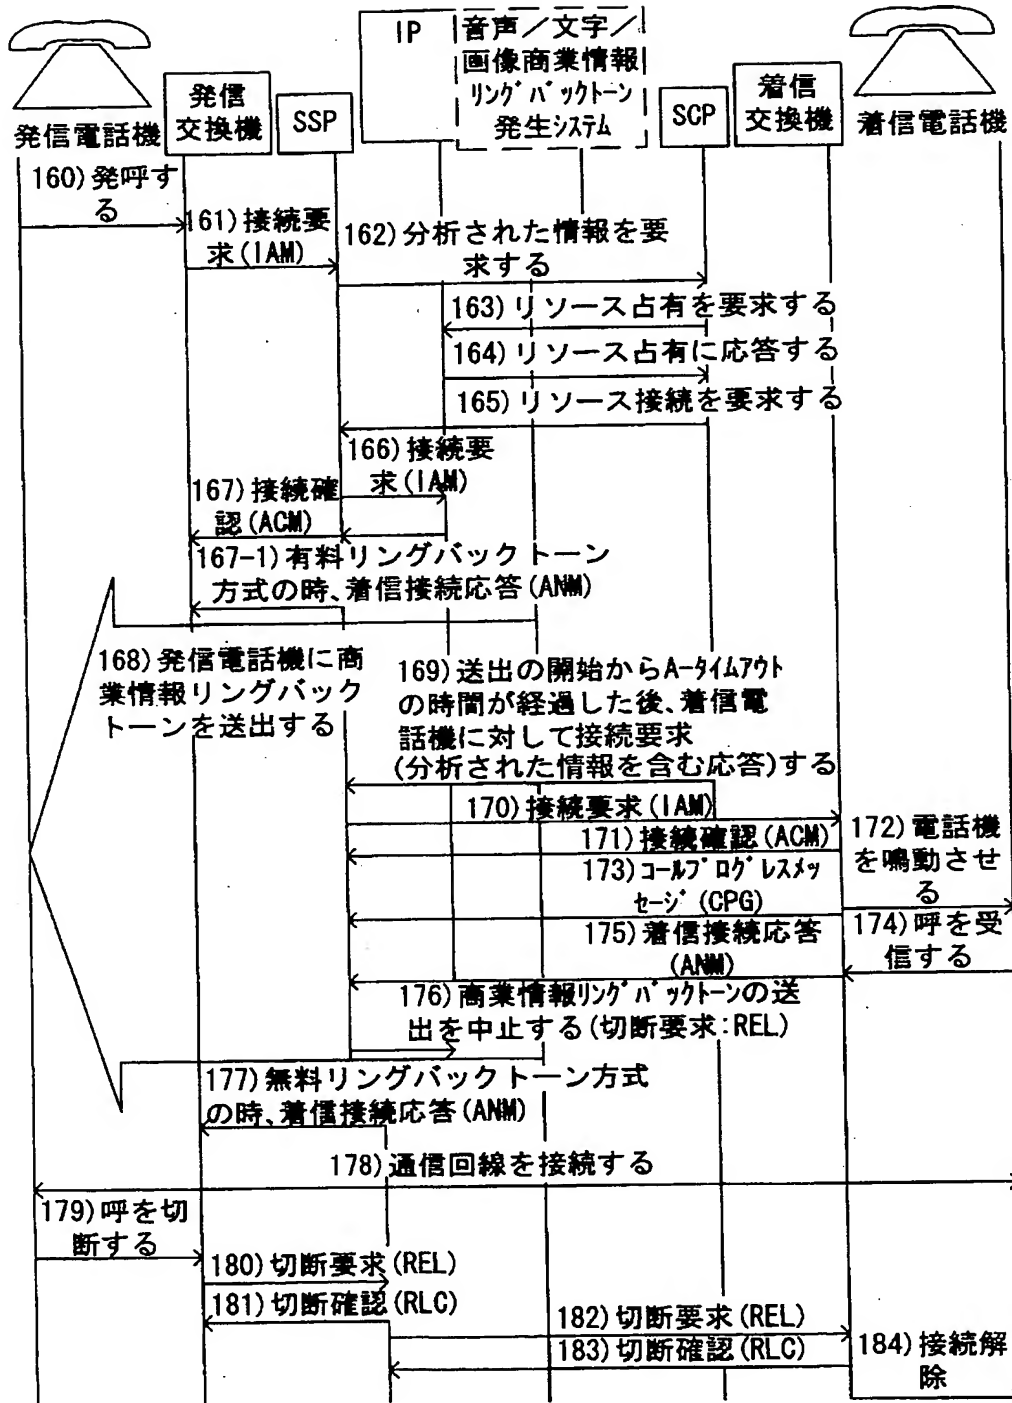 IP
音声／文字／
画像商業情報
リングバックトーン
発生システム
発信電話機
発信
交換機
SSP
SCP
着信
交換機
着信電話機
160)発呼す
る
161)接続要
求(IAM)
162)分析された情報を要
求する
163)リソース占有を要求する
164)リソース占有に応答する
165)リソース接続を要求する
166)接続要
求(IAM)
167)接続確
認(ACM)
167-1)有料リングバックトーン
方式の時、着信接続応答(ANM)
168)発信電話機に商
業情報リングバック
トーンを送出する
169)送出の開始からA-タイムアウト
の時間が経過した後、着信電
話機に対して接続要求
(分析された情報を含む応答)する
170)接続要求(IAM)
171)接続確認(ACM)
172)電話機
を鳴動させ
る
173)コールプログレスメッ
セージ(CPG)
174)呼を受
信する
175)着信接続応答
(ANM)
176)商業情報リングバックトーンの送
出を中止する(切断要求:REL)
177)無料リングバックトーン方式
の時、着信接続応答(ANM)
178)通信回線を接続する
179)呼を切
断する
180)切断要求(REL)
181)切断確認(RLC)
182)切断要求(REL)
183)切断確認(RLC)
184)接続解
除